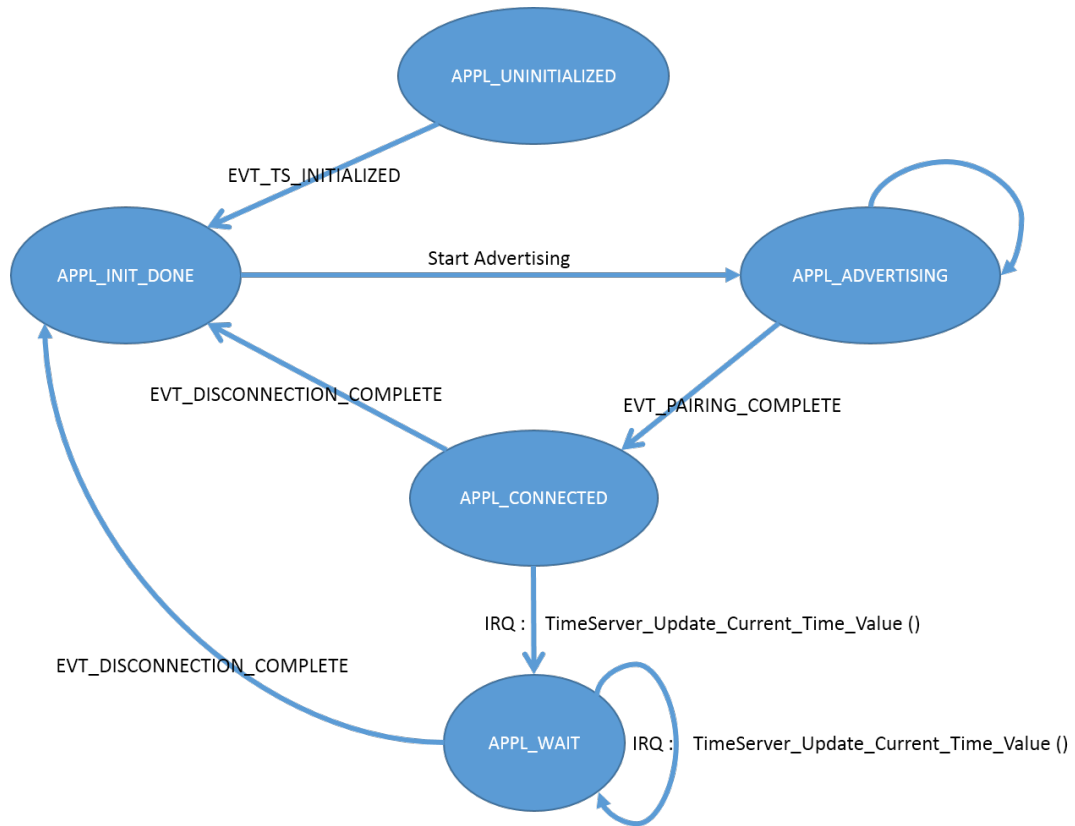 APPL_UNINITIALIZED
EVT_TS_INITIALIZED
APPL_INIT_DONE
Start Advertising
APPL_ADVERTISING
EVT_DISCONNECTION_COMPLETE
EVT_PAIRING_COMPLETE
APPL_CONNECTED
IRQ : TimeServer_Update_Current_Time_Value ()
EVT_DISCONNECTION_COMPLETE
APPL_WAIT
IRQ : TimeServer_Update_Current_Time_Value ()